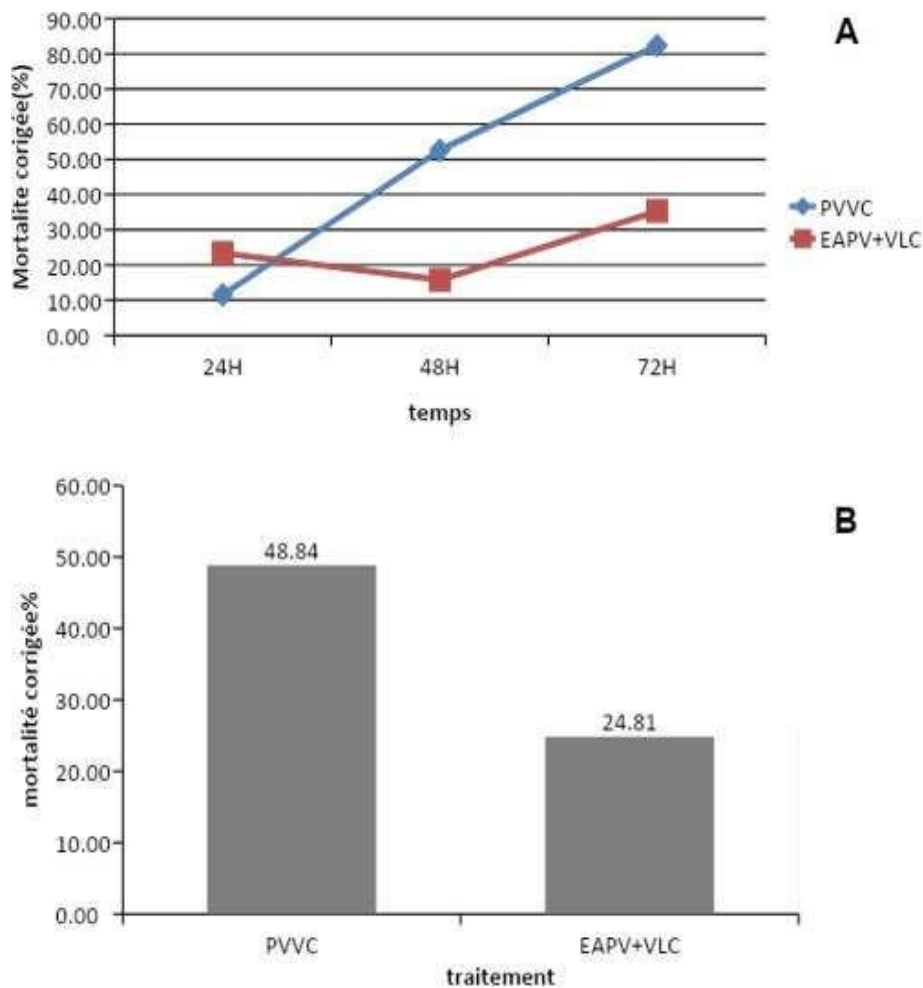 90.00
80.00
70.00
60.00
50.00
40.00
30.00
20.00
10.00
0.00
Mortalite corigée(%)
A
PVVC
EAPV+VLC
24H 48H 72H
temps
60.00
50.00
40.00
30.00
20.00
10.00
0.00
mortalité corrigée%
B
48.84
24.81
PVVC EAPV+VLC
traitement